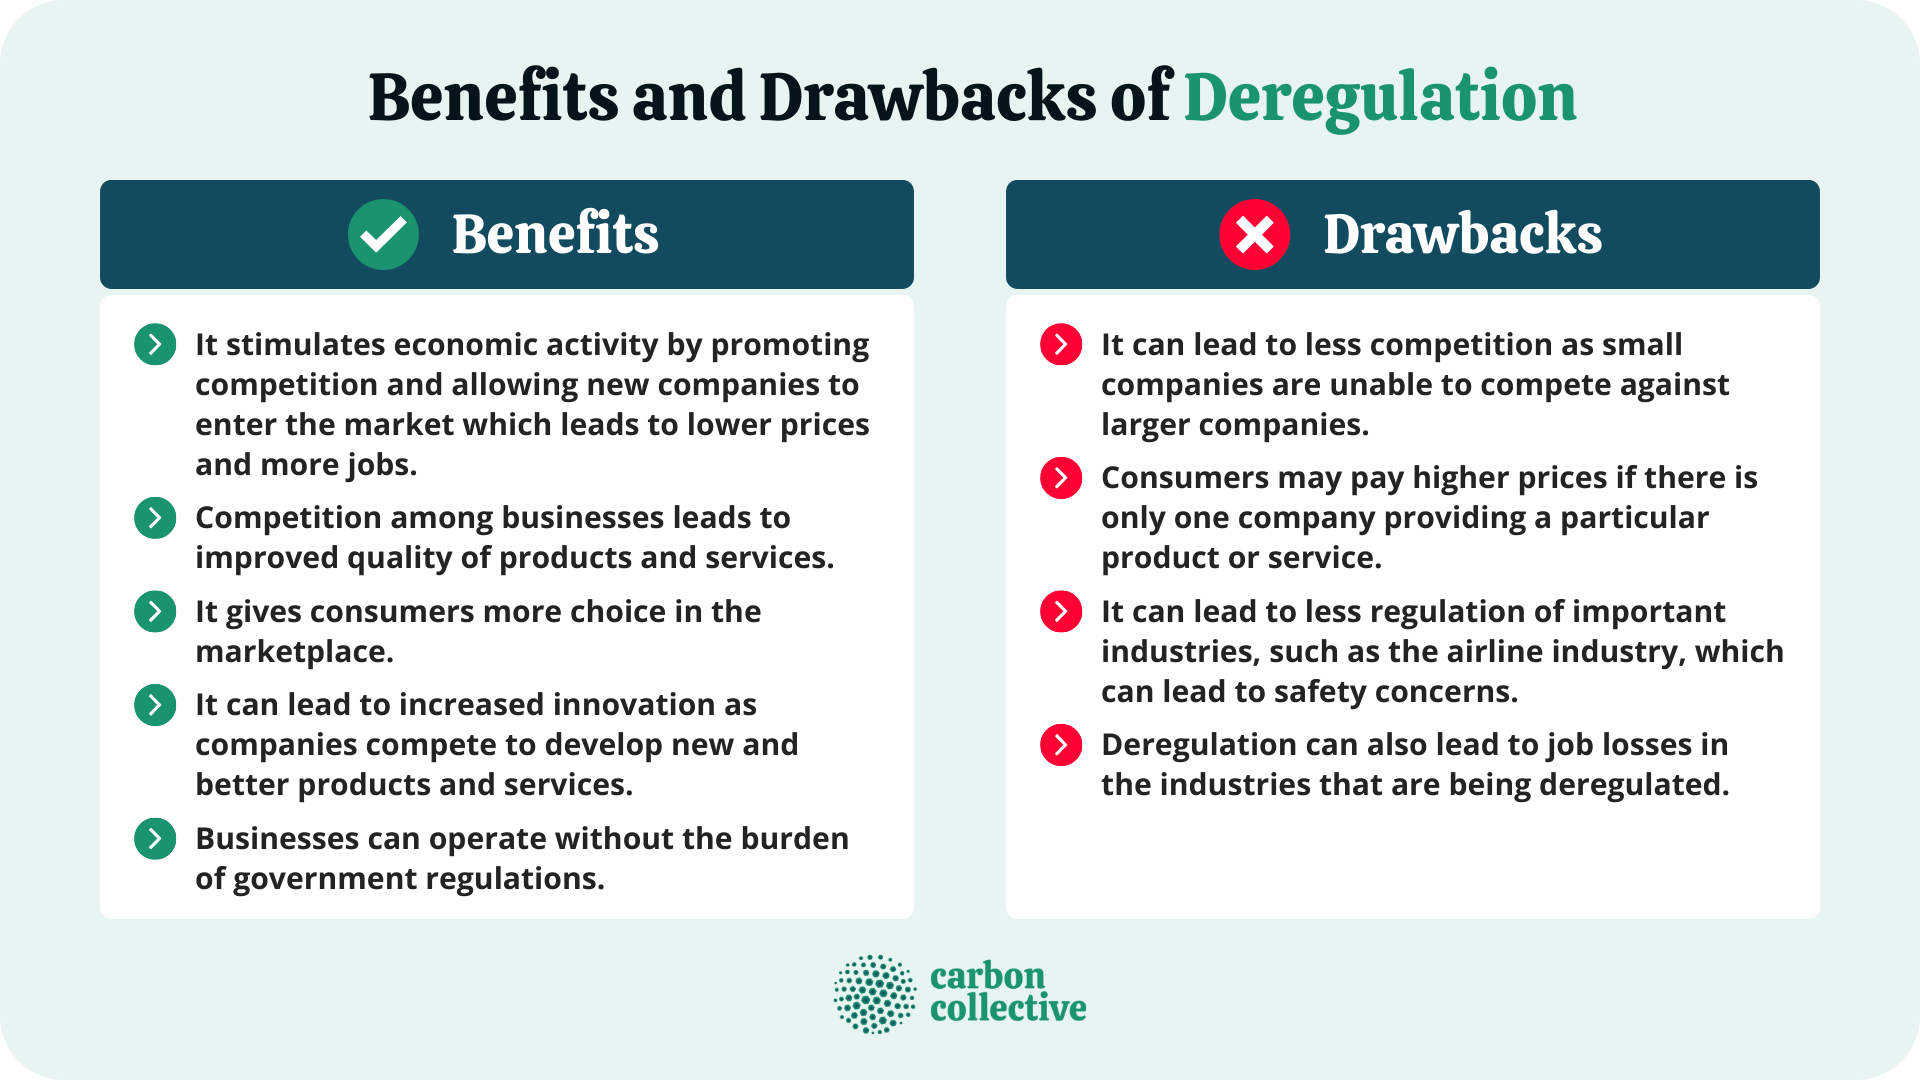 Benefits and Drawbacks of Deregulation
Benefits
It stimulates economic activity by promoting
competition and allowing new companies to
enter the market which leads to lower prices
and more jobs.
Competition among businesses leads to
improved quality of products and services.
It gives consumers more choice in the
marketplace.
It can lead to increased innovation as
companies compete to develop new and
better products and services.
Businesses can operate without the burden
of government regulations.
Drawbacks
It can lead to less competition as small
companies are unable to compete against
larger companies.
Consumers may pay higher prices if there is
only one company providing a particular
product or service.
It can lead to less regulation of important
industries, such as the airline industry, which
can lead to safety concerns.
Deregulation can also lead to job losses in
the industries that are being deregulated.
carbon
collective